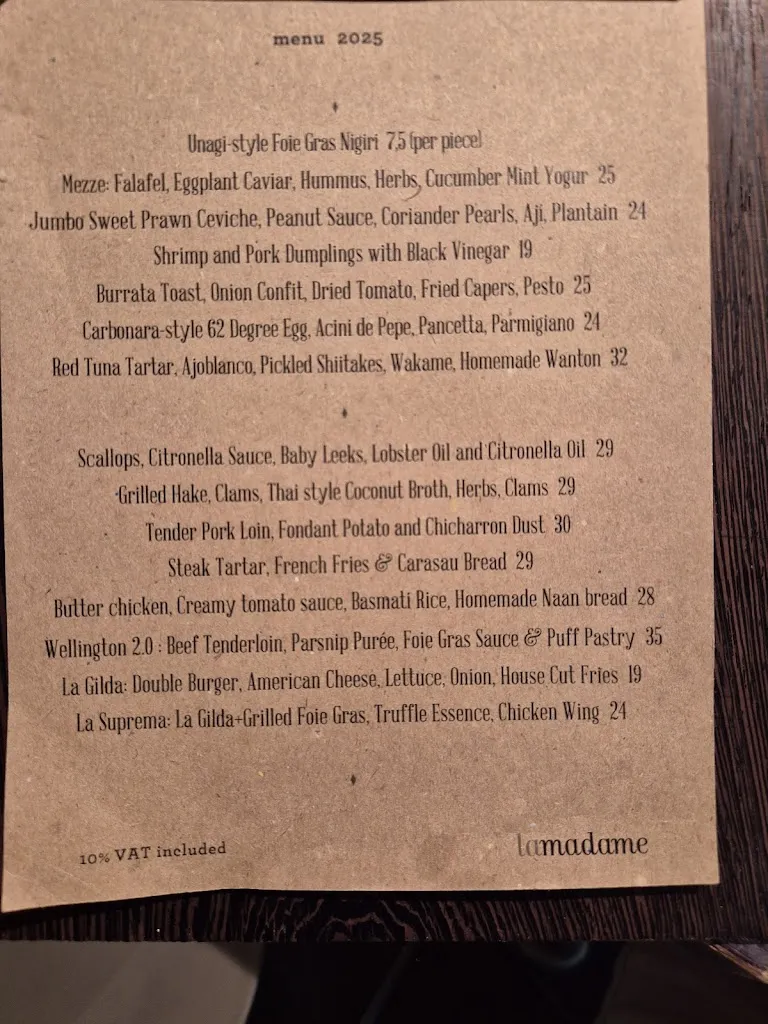 menu 2025
Unagi-style Foie Gras Nigiri 7,5 (per piece)
Mezze: Falafel, Eggplant Caviar, Hummus, Herbs, Cucumber Mint Yogur 25
Jumbo Sweet Prawn Ceviche, Peanut Sauce, Coriander Pearls, Aji, Plantain 24
Shrimp and Pork Dumplings with Black Vinegar 19
Burrata Toast, Onion Confit, Dried Tomato, Fried Capers, Pesto 25
Carbonara-style 62 Degree Egg, Acini de Pepe, Pancetta, Parmigiano 24
Red Tuna Tartar, Ajoblanco, Pickled Shiitakes, Wakame, Homemade Wanton 32
Scallops, Citronella Sauce, Baby Leeks, Lobster Oil and Citronella Oil 29
Grilled Hake, Clams, Thai style Coconut Broth, Herbs, Clams 29
Tender Pork Loin, Fondant Potato and Chicharron Dust 30
Steak Tartar, French Fries & Carasau Bread 29
Butter chicken, Creamy tomato sauce, Basmati Rice, Homemade Naan bread 28
Wellington 2.0 : Beef Tenderloin, Parsnip Purée, Foie Gras Sauce & Puff Pastry 35
La Gilda: Double Burger, American Cheese, Lettuce, Onion, House Cut Fries 19
La Suprema: La Gilda+Grilled Foie Gras, Truffle Essence, Chicken Wing 24
10% VAT included
lamadame